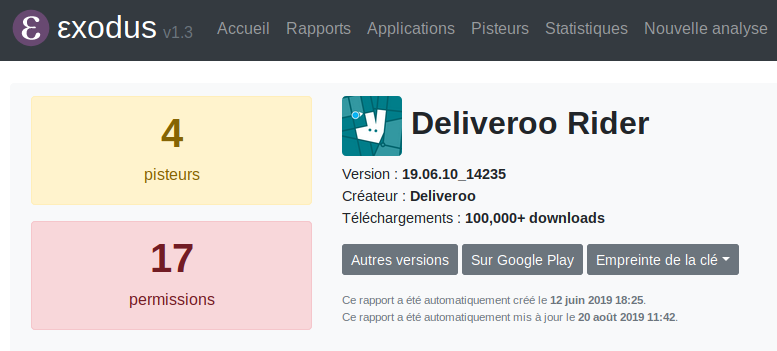 εxodus v1.3 Accueil Rapports Applications Pisteurs Statistiques Nouvelle analyse
4
pisteurs
17
permissions
Deliveroo Rider
Version : 19.06.10_14235
Créateur : Deliveroo
Téléchargements : 100,000+ downloads
Autres versions Sur Google Play Empreinte de la clé
Ce rapport a été automatiquement créé le 12 juin 2019 18:25.
Ce rapport a été automatiquement mis à jour le 20 août 2019 11:42.